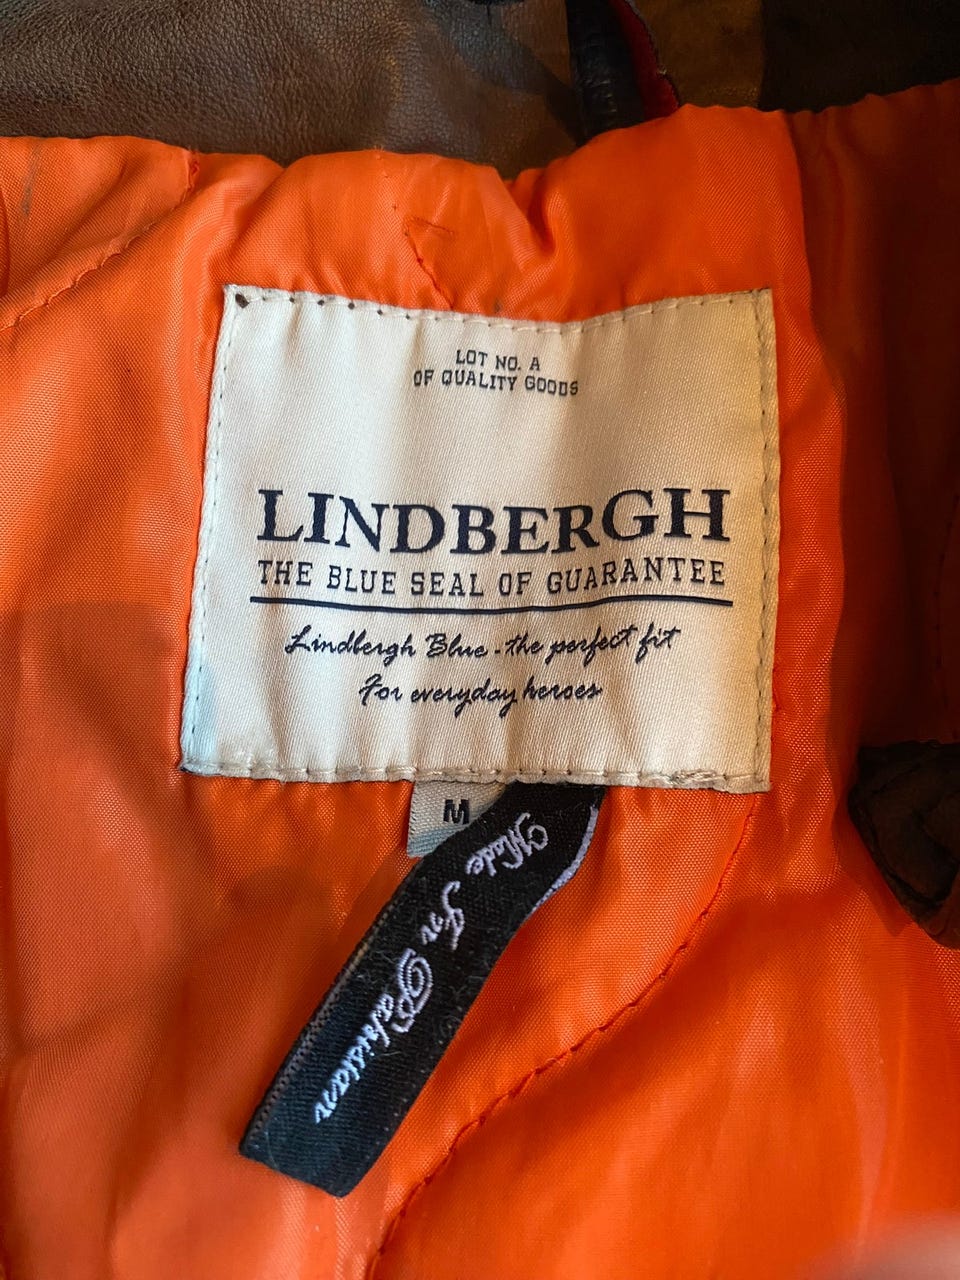 LOT NO. A
OF QUALITY GOODS
LINDBERGH
THE BLUE SEAL OF GUARANTEE
Lindbergh Blue - the perfect fit
For everyday heroes
M
Made In Pakistan